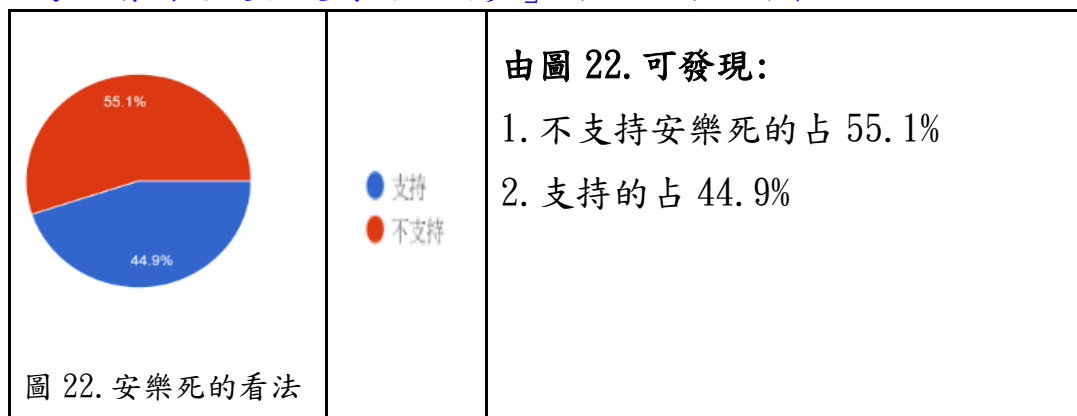 55.1%
44.9%
圖 22.安樂死的看法
支持
不支持
由圖 22.可發現:
1.不支持安樂死的占 55.1%
2.支持的占 44.9%